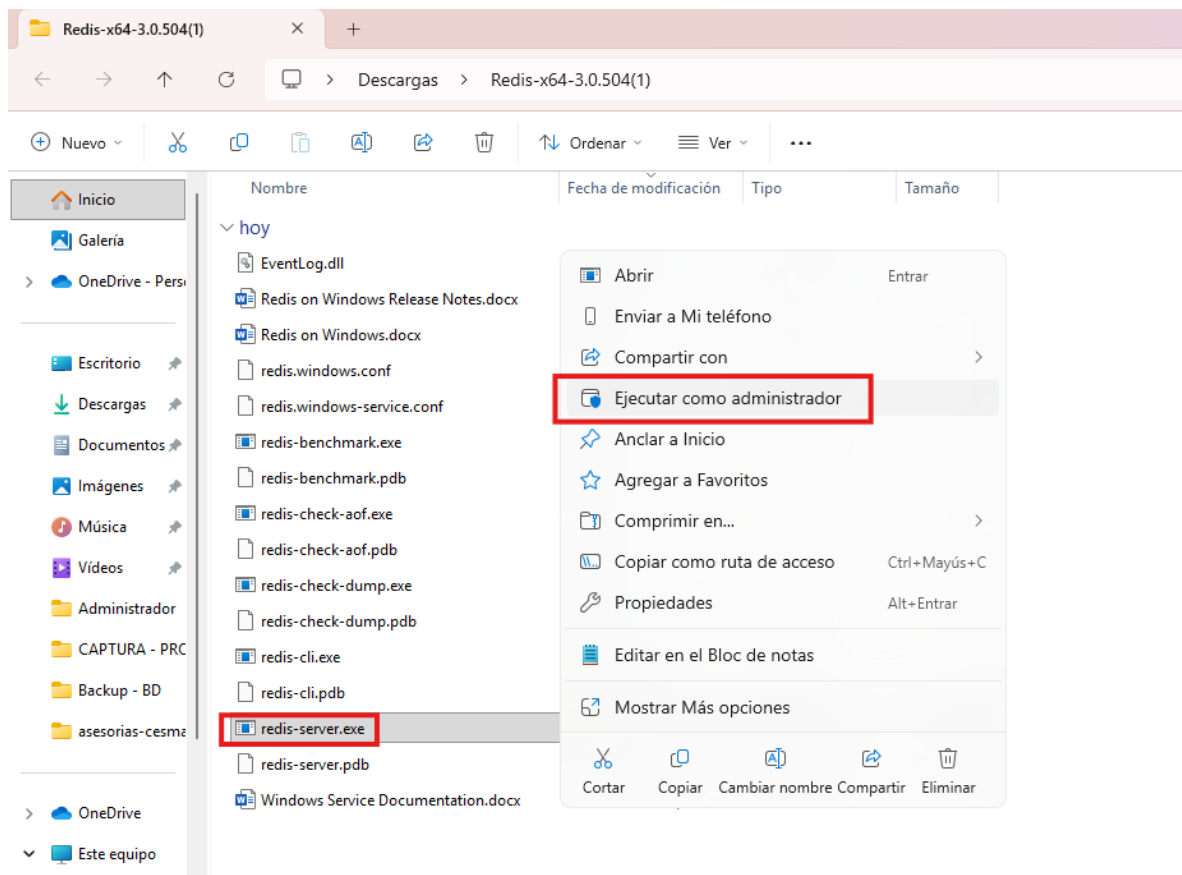 Redis-x64-3.0.504(1)
Descargas > Redis-x64-3.0.504(1)
Nuevo
Ordenar
Ver
Nombre
Fecha de modificación
Tipo
Tamaño
Inicio
Galería
OneDrive - Pers
Escritorio
Descargas
Documentos
Imágenes
Música
Vídeos
Administrador
CAPTURA - PRO
Backup - BD
asesorias-cesma
OneDrive
Este equipo
hoy
EventLog.dll
Redis on Windows Release Notes.docx
Redis on Windows.docx
redis.windows.conf
redis.windows-service.conf
redis-benchmark.exe
redis-benchmark.pdb
redis-check-aof.exe
redis-check-aof.pdb
redis-check-dump.exe
redis-check-dump.pdb
redis-cli.exe
redis-cli.pdb
redis-server.exe
redis-server.pdb
Windows Service Documentation.docx
Abrir Entrar
Enviar a Mi teléfono
Compartir con
Ejecutar como administrador
Anclar a Inicio
Agregar a Favoritos
Comprimir en...
Copiar como ruta de acceso Ctrl+Mayús+C
Propiedades Alt+Entrar
Editar en el Bloc de notas
Mostrar Más opciones
Cortar Copiar Cambiar nombre Compartir Eliminar